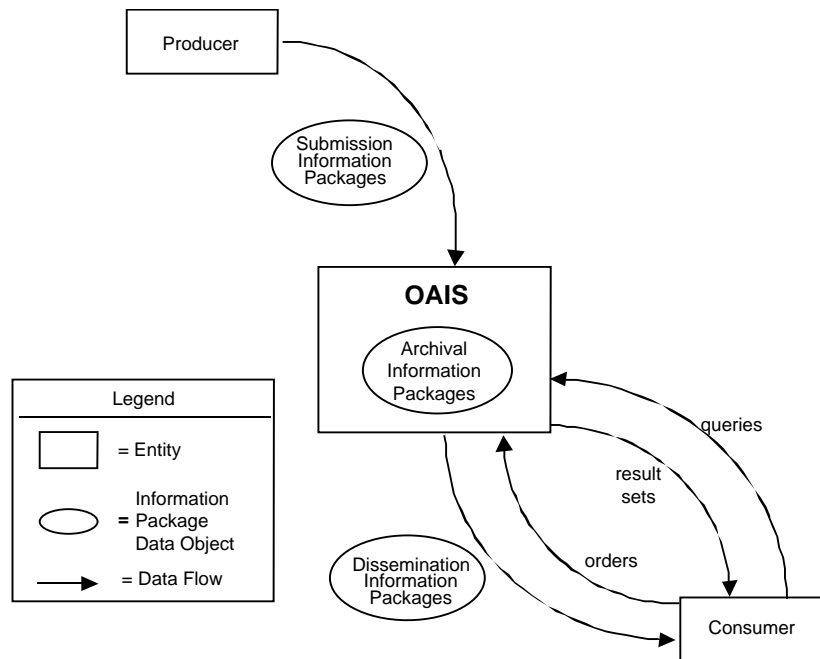 Producer
Submission
Information
Packages
OAIS
Archival
Information
Packages
queries
result
sets
orders
Dissemination
Information
Packages
Consumer
Legend
= Entity
Information
= Package
Data Object
= Data Flow